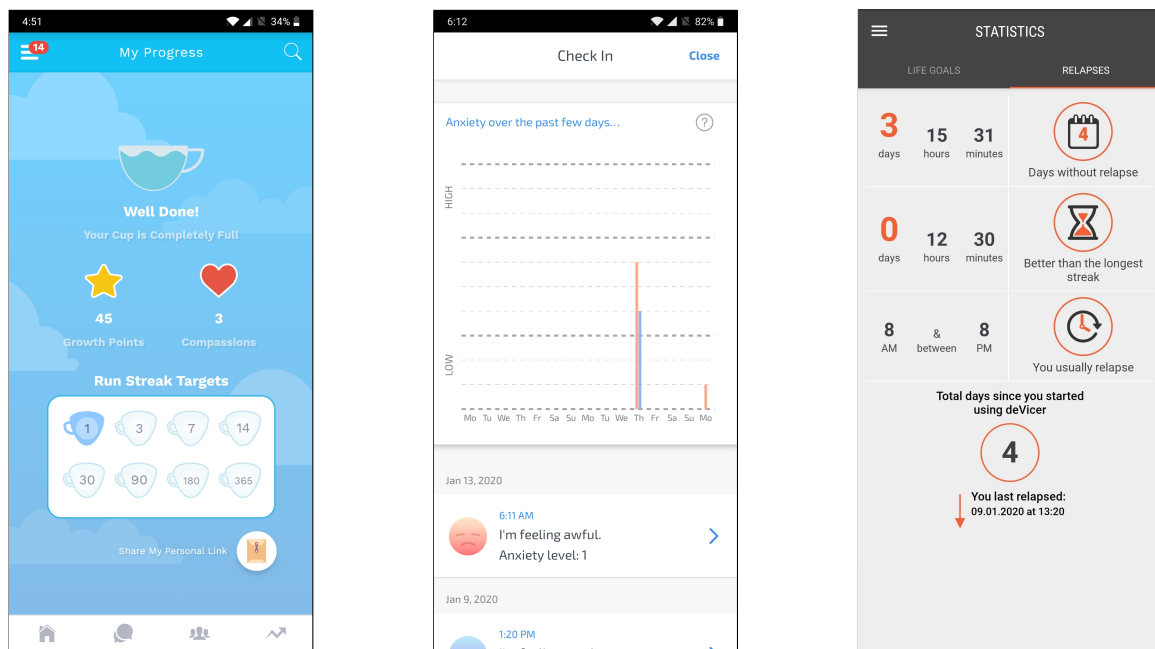 4:51
34%
14
My Progress
Well Done!
Your Cup is Completely Full
45
3
Growth Points
Compassions
Run Streak Targets
1
3
7
14
30
90
180
365
Share My Personal Link
6:12
82%
Check In
Close
Anxiety over the past few days...
?
HIGH
LOW
Mo Tu We Th Fr Sa Su Mo Tu We Th Fr Sa Su Mo
Jan 13, 2020
6:11 AM
I'm feeling awful.
Anxiety level: 1
Jan 9, 2020
1:20 PM
STATISTICS
LIFE GOALS
RELAPSES
3
15
31
days
hours
minutes
4
Days without relapse
0
12
30
days
hours
minutes
Better than the longest
streak
8
&
8
AM
between
PM
You usually relapse
Total days since you started
using deVicer
4
You last relapsed:
09.01.2020 at 13:20